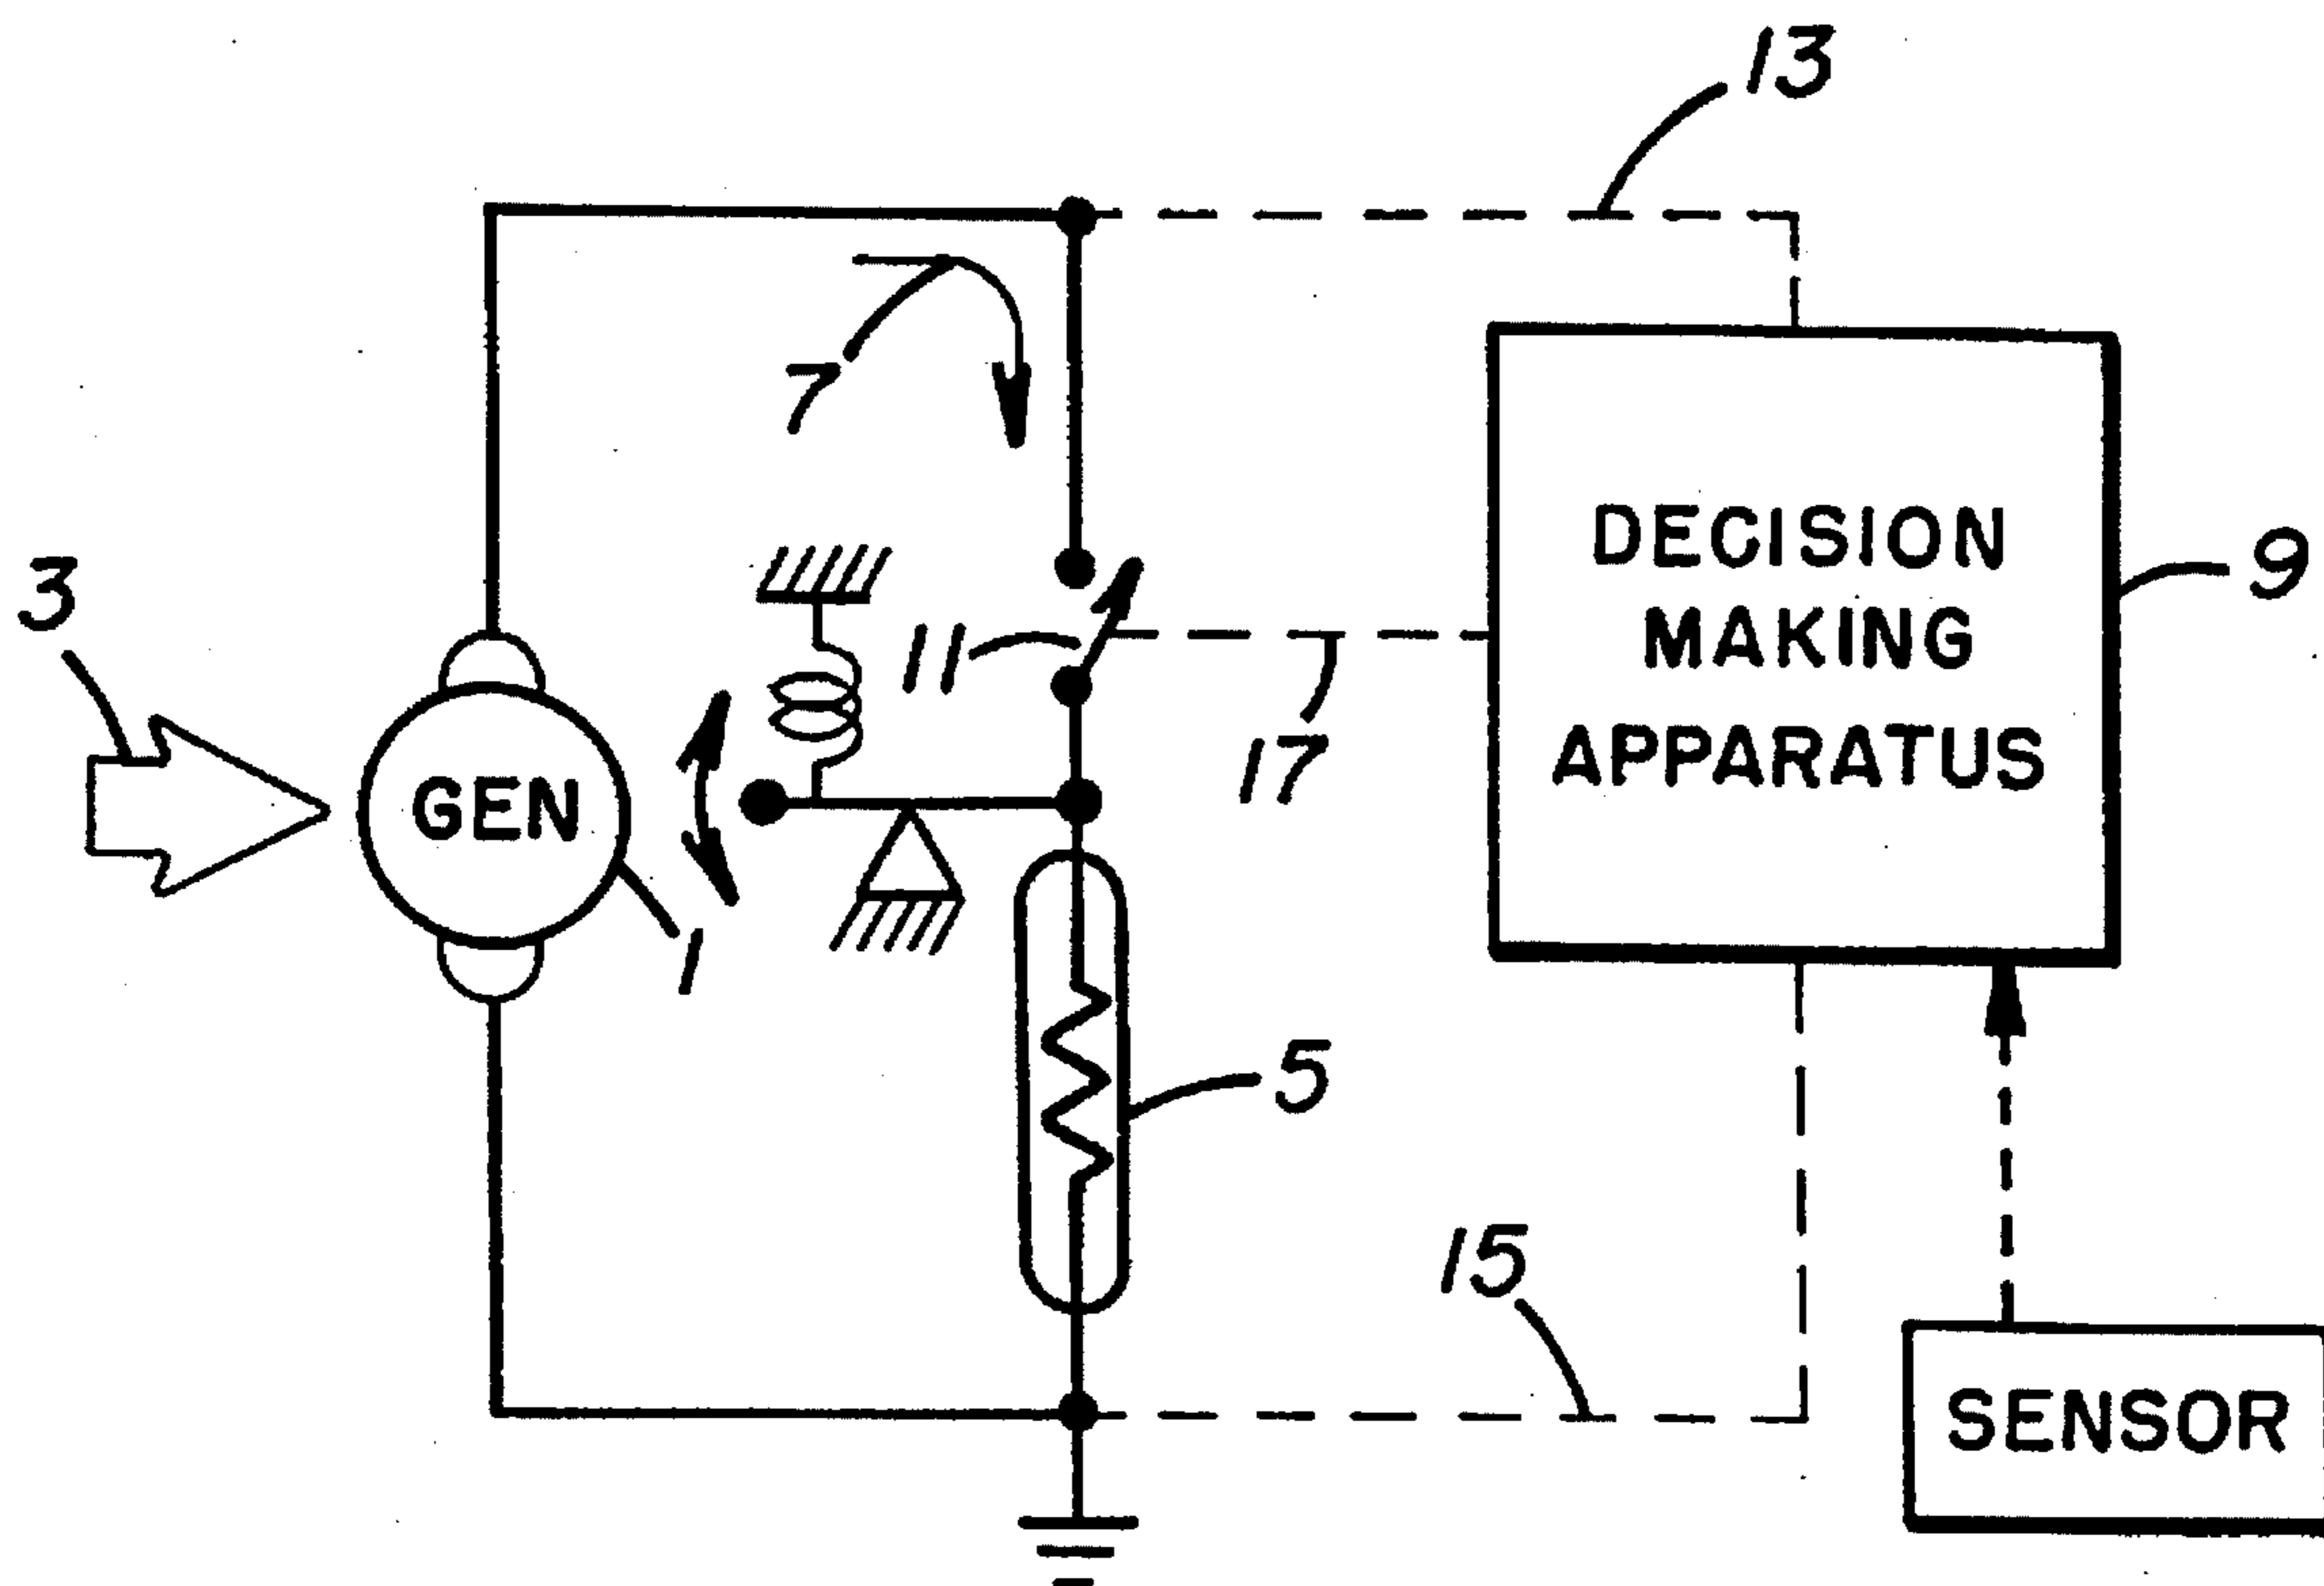 13
7
DECISION
MAKING
APPARATUS
9
3
11
17
GEN
1
5
15
SENSOR